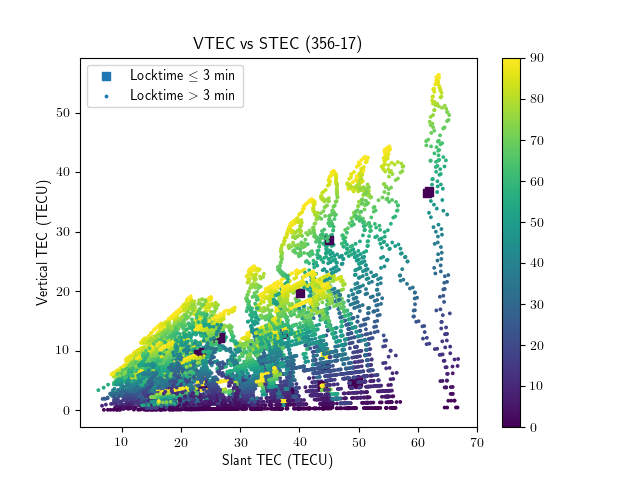 VTEC vs STEC (356-17)
Locktime ≤ 3 min
Locktime > 3 min
Vertical TEC (TECU)
50
40
30
20
10
0
10 20 30 40 50 60 70
Slant TEC (TECU)
90
80
70
60
50
40
30
20
10
0